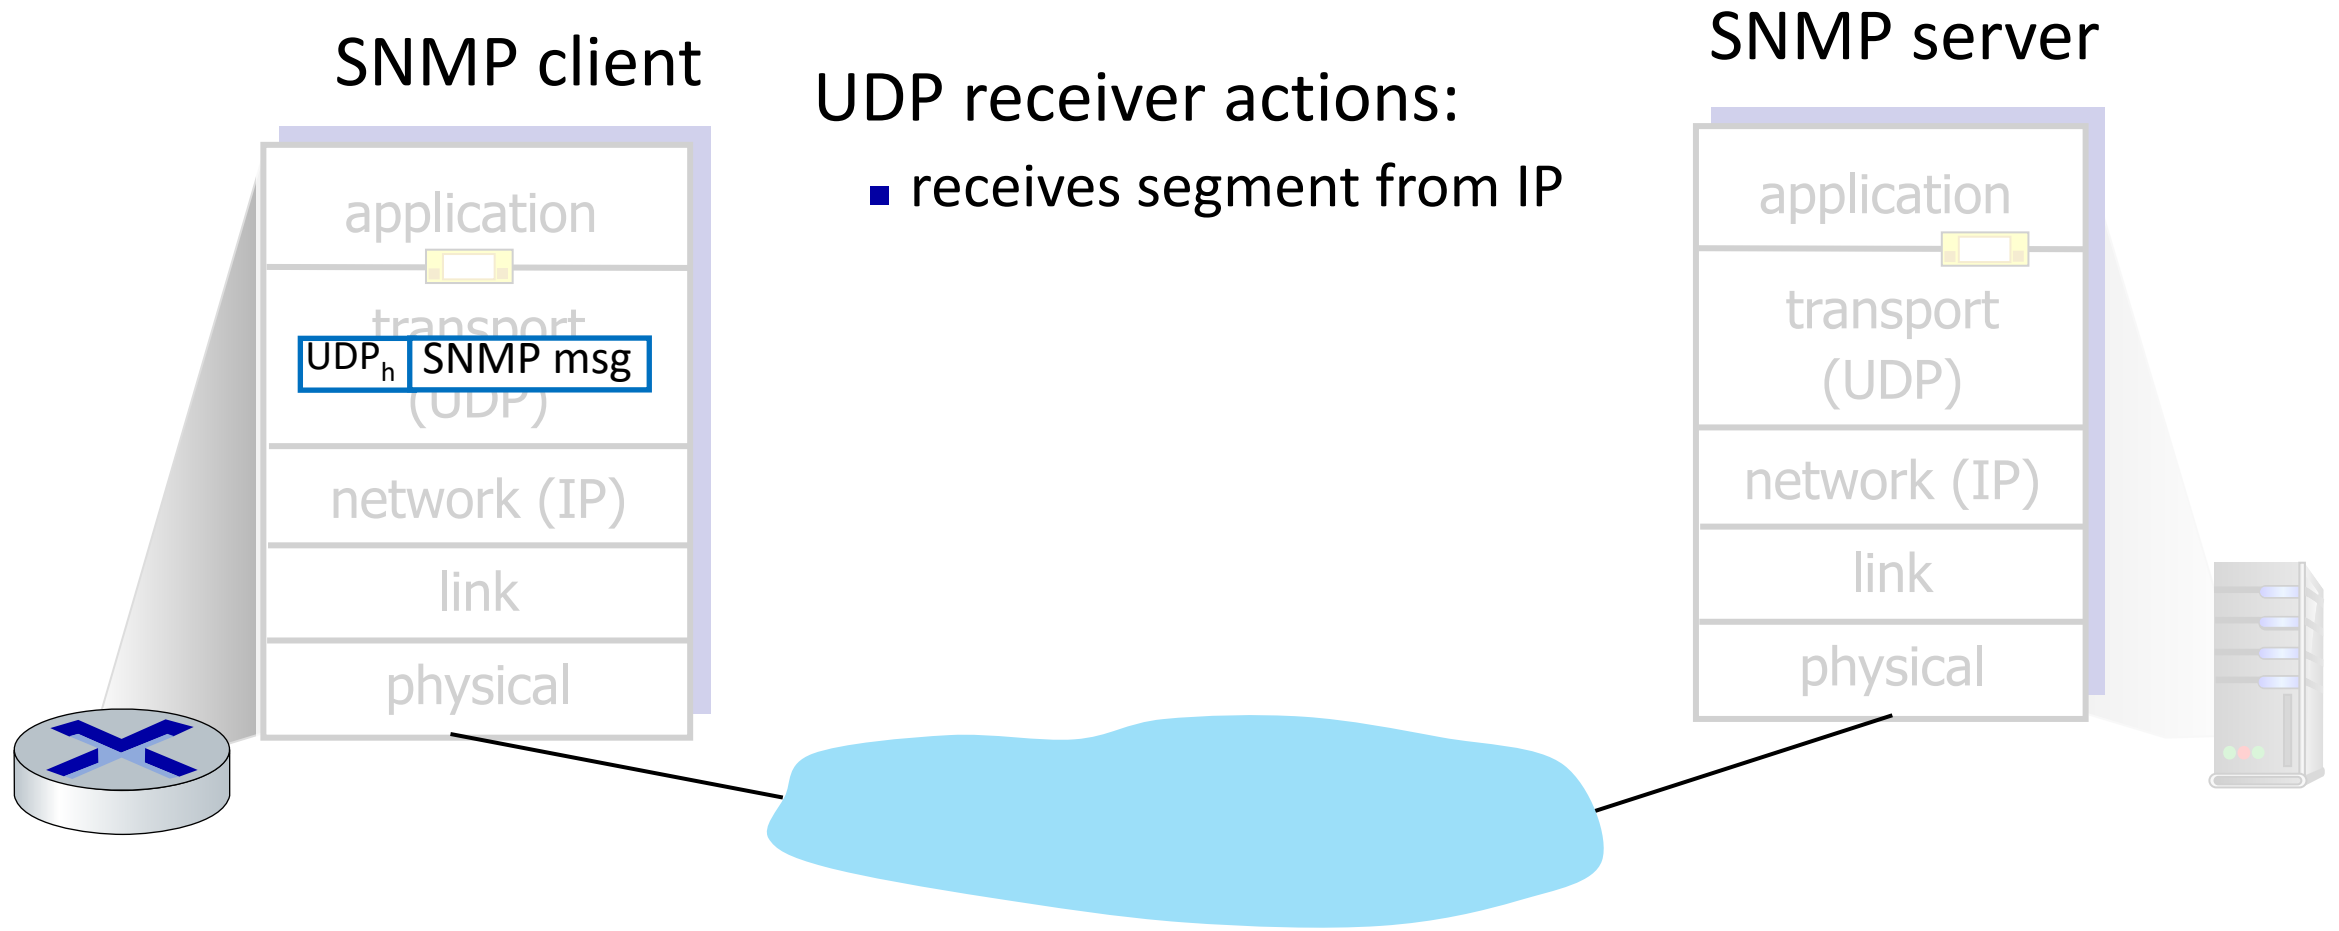 SNMP client
SNMP server
UDP receiver actions:
▪ receives segment from IP
application
transport
UDPh SNMP msg
(UDP)
network (IP)
link
physical
application
transport
(UDP)
network (IP)
link
physical